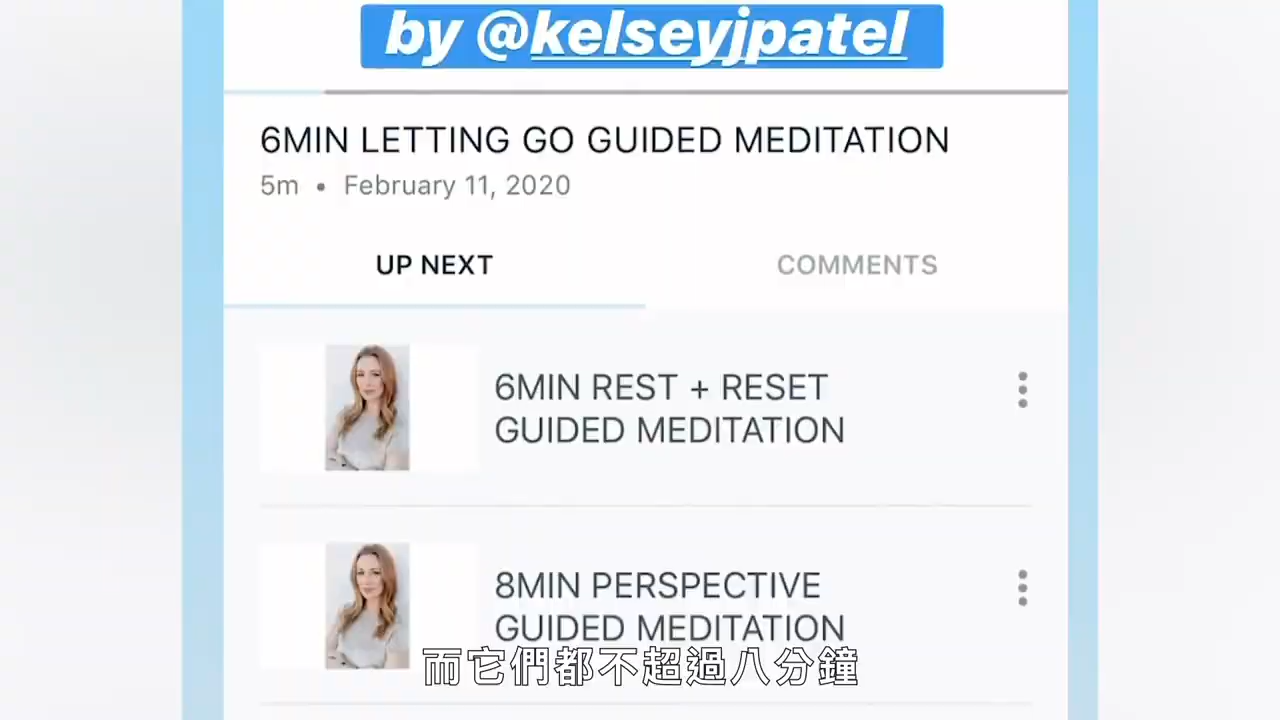 by @kelseyjpatel
6MIN LETTING GO GUIDED MEDITATION
5m • February 11, 2020
UP NEXT
COMMENTS
6MIN REST + RESET
GUIDED MEDITATION
8MIN PERSPECTIVE
GUIDED MEDITATION
而它們都不超過八分鐘